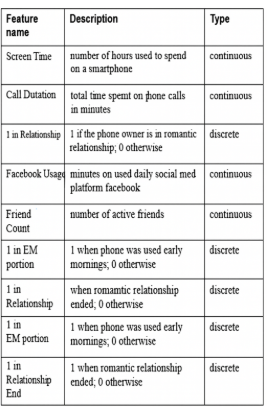 Feature name
Description
Type
Screen Time
number of hours used to spend
on a smartphone
continuous
Call Dutation
total time spemt on phone calls
in minutes
continuous
1 in Relationship
1 if the phone owner is in romantic
relationship; 0 otherwise
discrete
Facebook Usage
minutes on used daily social med
platform facebook
continuous
Friend
Count
number of active friends
continuous
1 in EM
portion
1 when phone was used early
mornings; 0 otherwise
discrete
1 in
Relationship
when romamtic relationship
ended; 0 otherwise
discrete
1 in
EM portion
1 when phone was used early
mornings; 0 otherwise
discrete
1 in
Relationship
End
1 when romantic relationship
ended; 0 otherwise
discrete